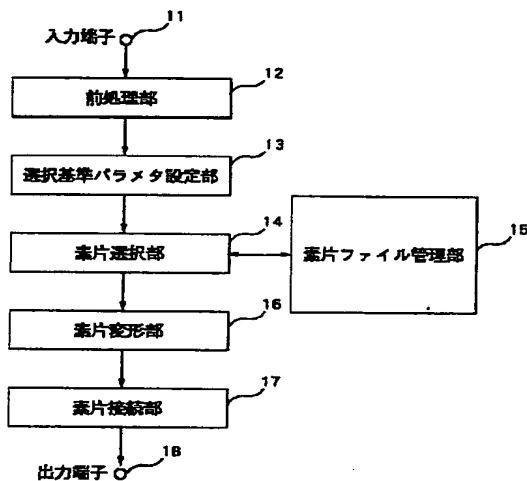 入力端子
11
前処理部
12
選択基準パラメタ設定部
13
素片選択部
14
素片ファイル管理部
15
素片変形部
16
素片接続部
17
出力端子
18